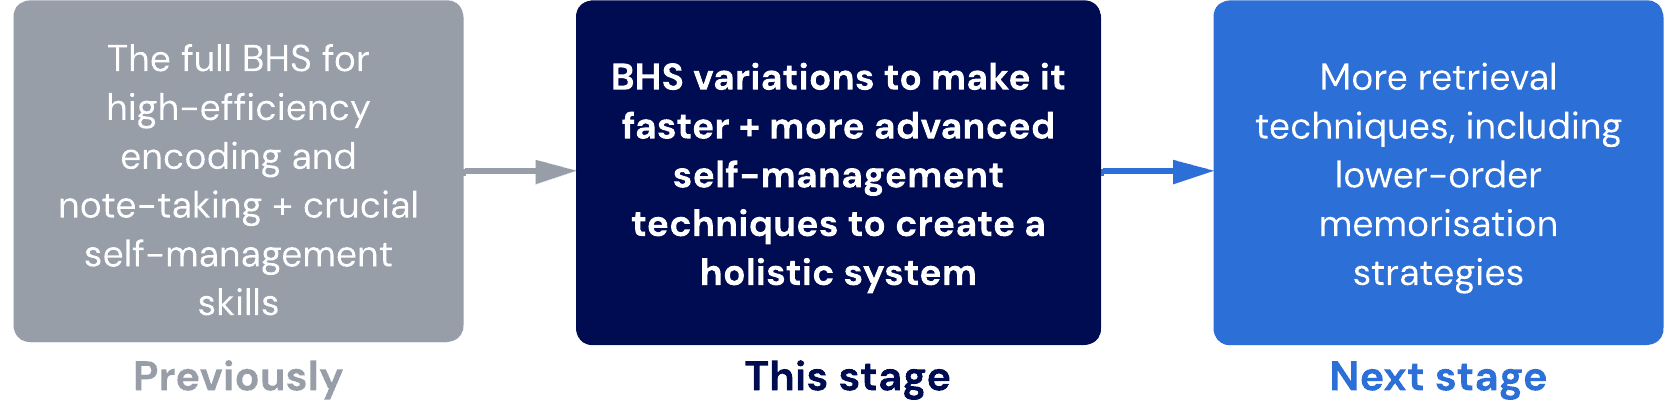 The full BHS for
high-efficiency
encoding and
note-taking + crucial
self-management
skills
Previously
BHS variations to make it
faster + more advanced
self-management
techniques to create a
holistic system
This stage
More retrieval
techniques, including
lower-order
memorisation
strategies
Next stage